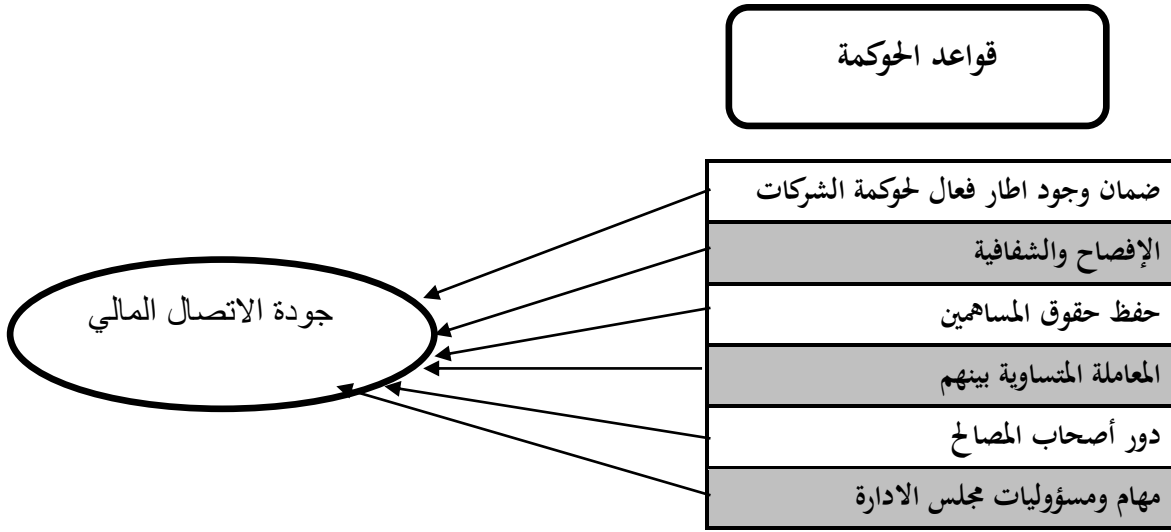 قواعد الحوكمة
ضمان وجود اطار فعال لحوكمة الشركات
الإفصاح والشفافية
حفظ حقوق المساهمين
المعاملة المتساوية بينهم
دور أصحاب المصالح
مهام ومسؤوليات مجلس الادارة
جودة الاتصال المالي